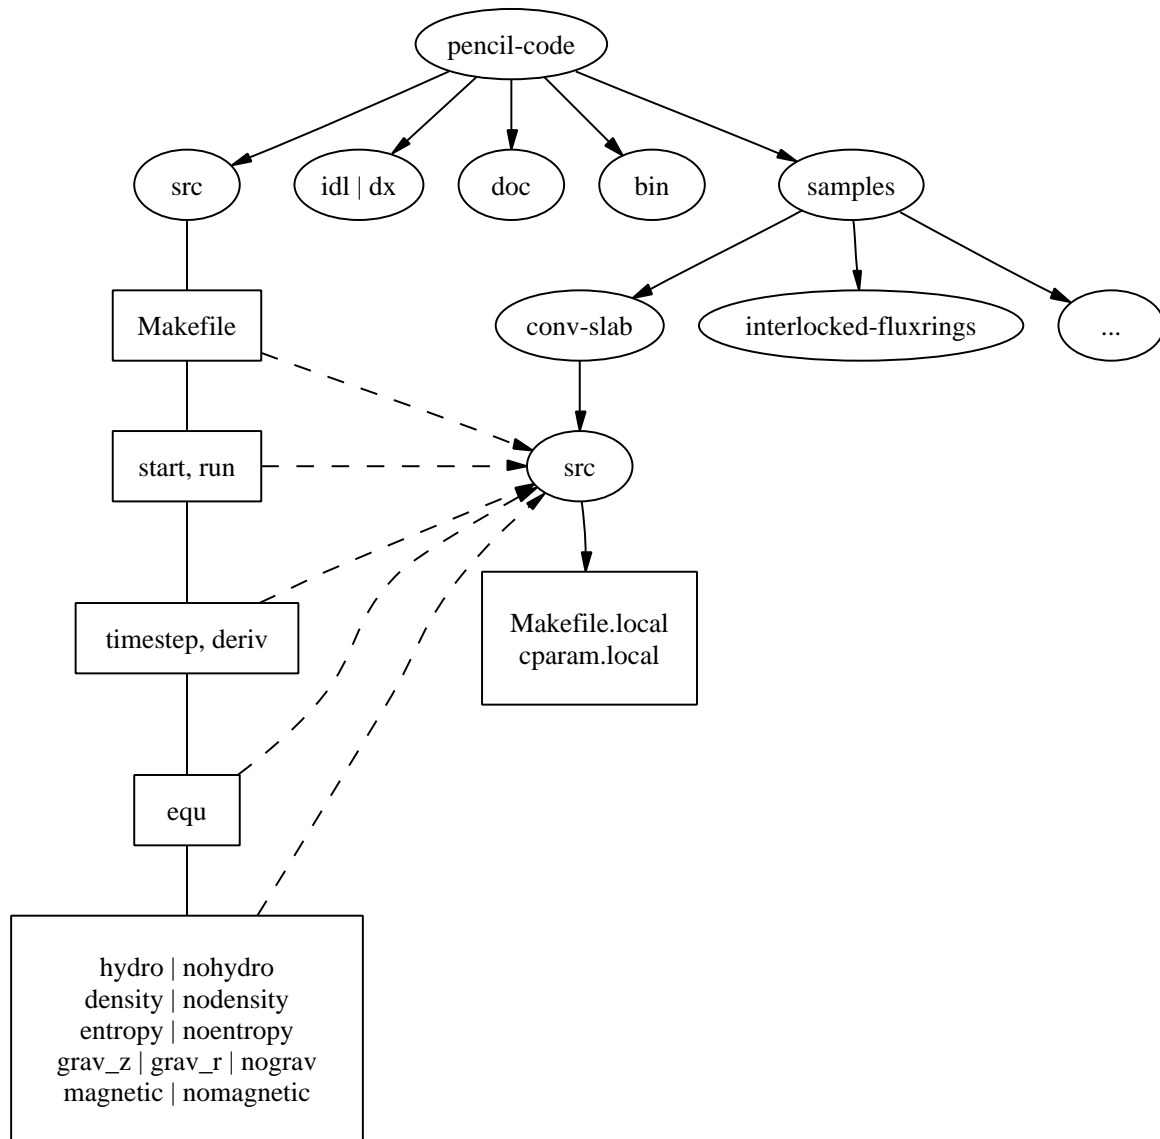 pencil-code
src
idl | dx
doc
bin
samples
Makefile
conv-slab
interlocked-fluxrings
...
start, run
src
timestep, deriv
Makefile.local
cparam.local
equ
hydro | nohydro
density | nodensity
entropy | noentropy
grav_z | grav_r | nograv
magnetic | nomagnetic